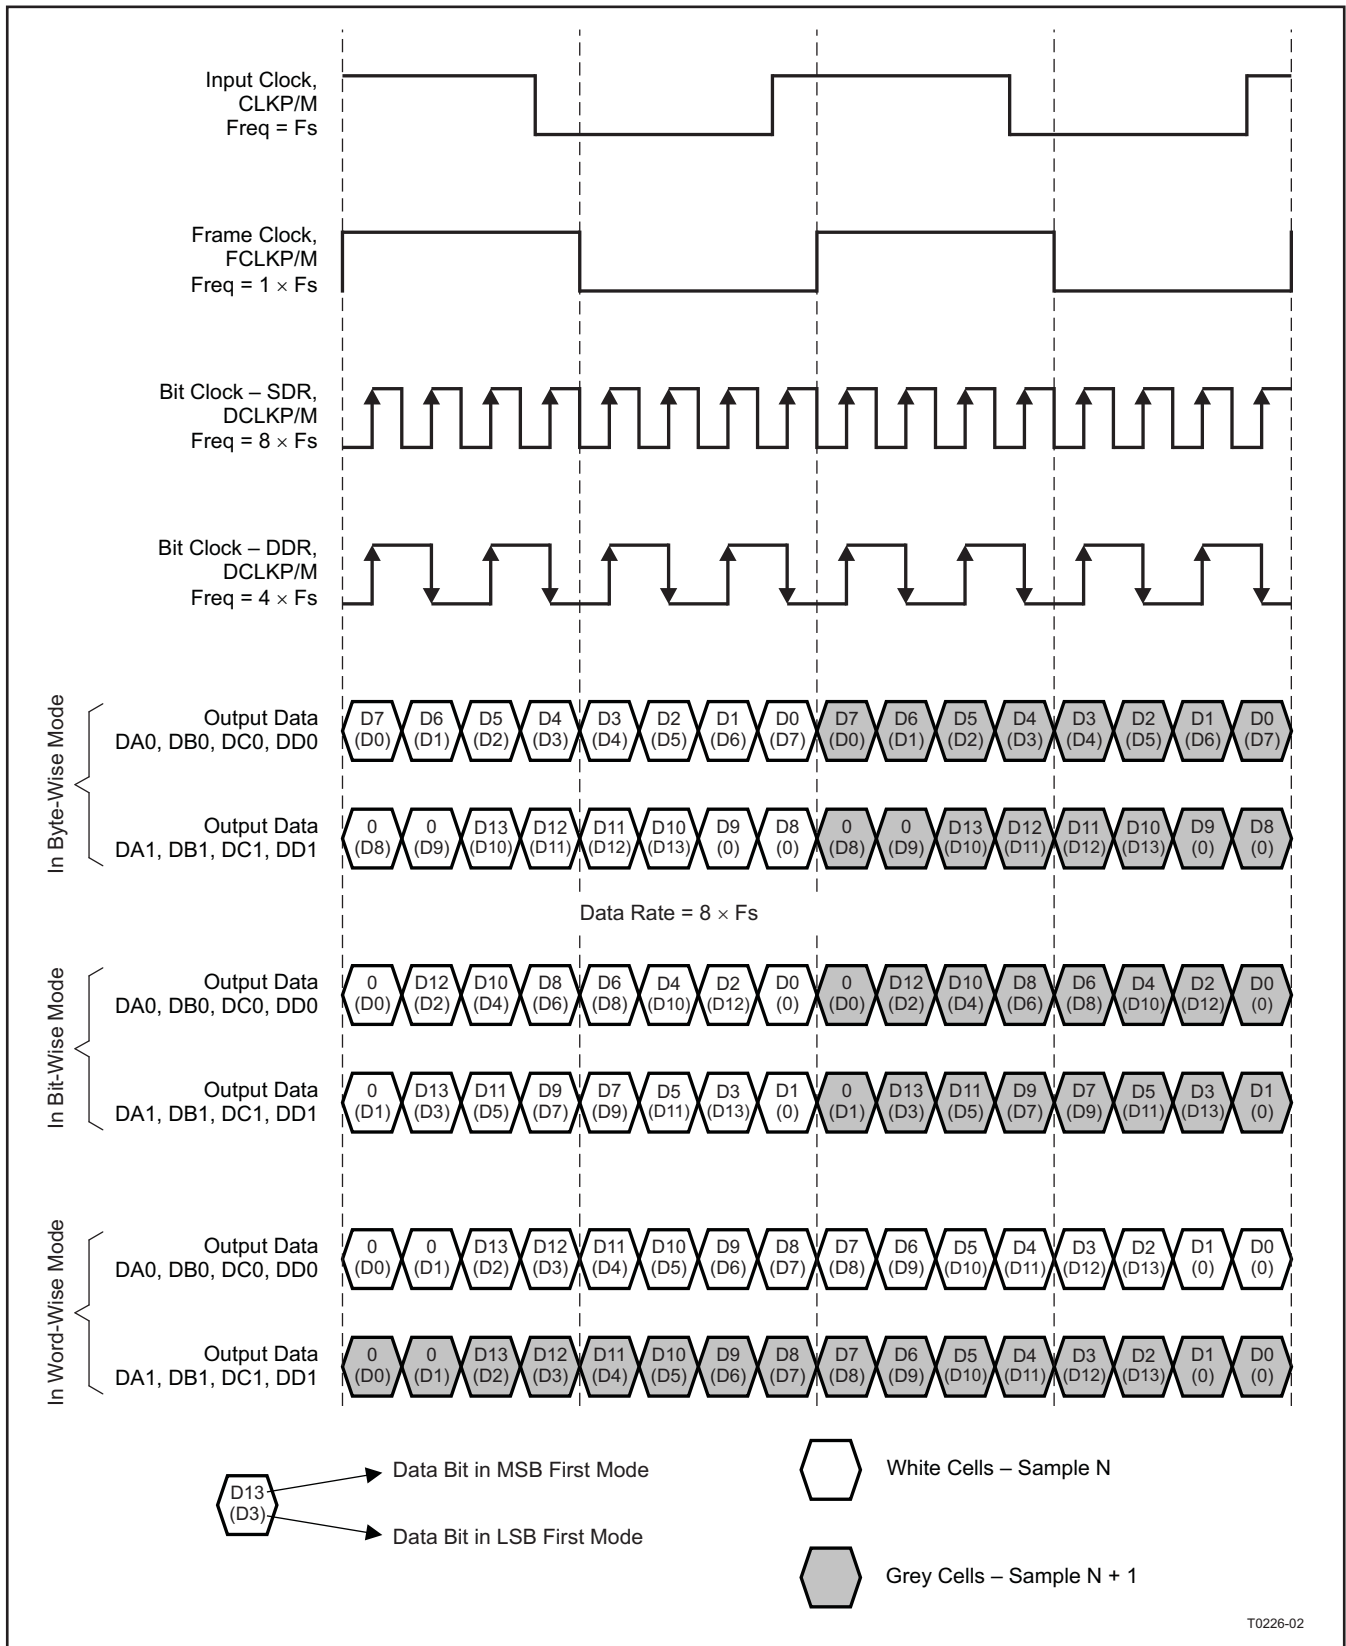 Input Clock,
CLKP/M
Freq = Fs
Frame Clock,
FCLKP/M
Freq = 1 × Fs
Bit Clock – SDR,
DCLKP/M
Freq = 8 × Fs
Bit Clock – DDR,
DCLKP/M
Freq = 4 × Fs
In Byte-Wise Mode
Output Data
DA0, DB0, DC0, DD0
D7 D6 D5 D4 D3 D2 D1 D0 D7 D6 D5 D4 D3 D2 D1 D0
(D0) (D1) (D2) (D3) (D4) (D5) (D6) (D7) (D0) (D1) (D2) (D3) (D4) (D5) (D6) (D7)
Output Data
DA1, DB1, DC1, DD1
0 0 D13 D12 D11 D10 D9 D8 0 0 D13 D12 D11 D10 D9 D8
(D8) (D9) (D10) (D11) (D12) (D13) (0) (0) (D8) (D9) (D10) (D11) (D12) (D13) (0) (0)
Data Rate = 8 × Fs
In Bit-Wise Mode
Output Data
DA0, DB0, DC0, DD0
0 D12 D10 D8 D6 D4 D2 D0 0 D12 D10 D8 D6 D4 D2 D0
(D0) (D2) (D4) (D6) (D8) (D10) (D12) (0) (D0) (D2) (D4) (D6) (D8) (D10) (D12) (0)
Output Data
DA1, DB1, DC1, DD1
0 D13 D11 D9 D7 D5 D3 D1 0 D13 D11 D9 D7 D5 D3 D1
(D1) (D3) (D5) (D7) (D9) (D11) (D13) (0) (D1) (D3) (D5) (D7) (D9) (D11) (D13) (0)
In Word-Wise Mode
Output Data
DA0, DB0, DC0, DD0
0 0 D13 D12 D11 D10 D9 D8 D7 D6 D5 D4 D3 D2 D1 D0
(D0) (D1) (D2) (D3) (D4) (D5) (D6) (D7) (D8) (D9) (D10) (D11) (D12) (D13) (0) (0)
Output Data
DA1, DB1, DC1, DD1
0 0 D13 D12 D11 D10 D9 D8 D7 D6 D5 D4 D3 D2 D1 D0
(D0) (D1) (D2) (D3) (D4) (D5) (D6) (D7) (D8) (D9) (D10) (D11) (D12) (D13) (0) (0)
D13
(D3)
Data Bit in MSB First Mode
Data Bit in LSB First Mode
White Cells – Sample N
Grey Cells – Sample N + 1
T0226-02